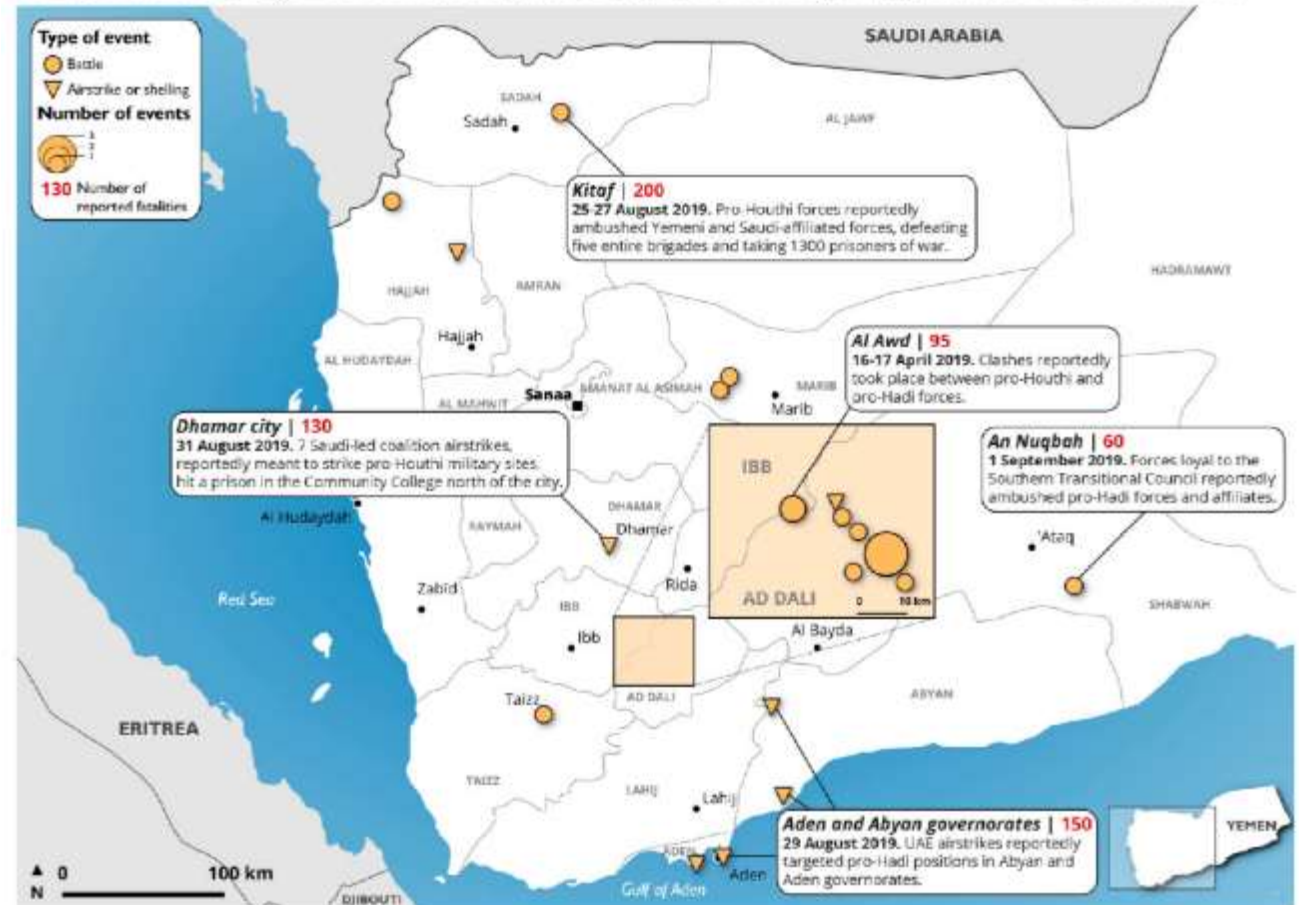 Type of event
Battle
Airstrike or shelling
Number of events
3
2
1
130 Number of
reported fatalities
SAUDI ARABIA
SADAH
Sadah
AL JAWF
Kitaf | 200
25-27 August 2019. Pro-Houthi forces reportedly
ambushed Yemeni and Saudi-affiliated forces, defeating
five entire brigades and taking 1300 prisoners of war.
HADRAMAWT
HAJJAH
AMRAN
Hajjah
AL HUDAYDAH
Al Awd | 95
16-17 April 2019. Clashes reportedly
took place between pro-Houthi and
pro-Hadi forces.
Sanaa
AMANAT AL ASIMAH
MARIB
Marib
AL MAHWIT
Dhamar city | 130
31 August 2019. 7 Saudi-led coalition airstrikes,
reportedly meant to strike pro-Houthi military sites,
hit a prison in the Community College north of the city.
An Nuqbah | 60
1 September 2019. Forces loyal to the
Southern Transitional Council reportedly
ambushed pro-Hadi forces and affiliates.
IBB
AD DALI
0 10 km
Al Hudaydah
RAYMAH
DHAMAR
Dhamar
'Ataq
Rida
Zabid
Red Sea
IBB
Ibb
SHABWAH
Al Bayda
AD DALI
ABYAN
Taizz
ERITREA
TAIZZ
LAHIJ
Lahij
Aden and Abyan governorates | 150
29 August 2019. UAE airstrikes reportedly
targeted pro-Hadi positions in Abyan and
Aden governorates.
YEMEN
ADEN
Aden
Gulf of Aden
N
0 100 km
DJIBOUTI